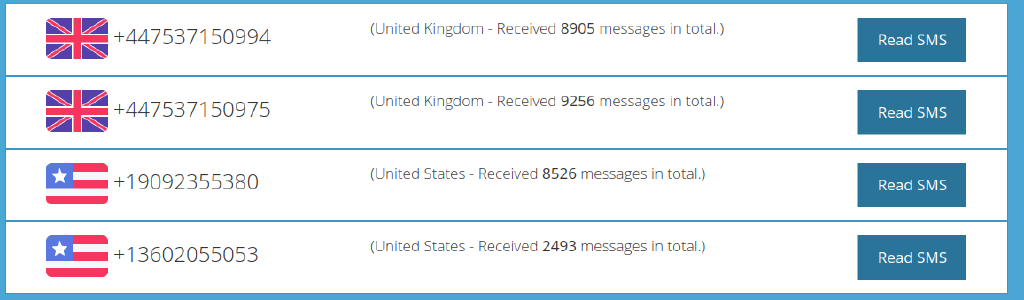 +447537150994 (United Kingdom - Received 8905 messages in total.) Read SMS
+447537150975 (United Kingdom - Received 9256 messages in total.) Read SMS
+19092355380 (United States - Received 8526 messages in total.) Read SMS
+13602055053 (United States - Received 2493 messages in total.) Read SMS